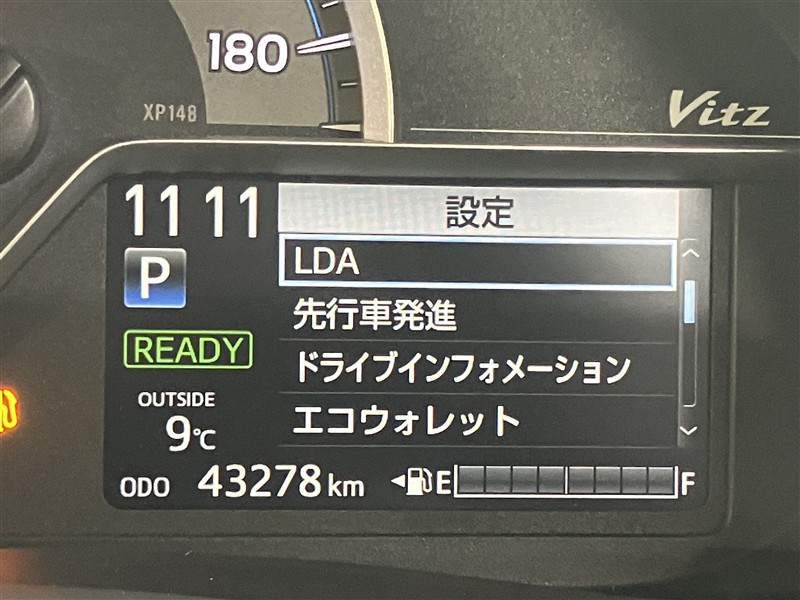 180
XP148
Vitz
11 11
設定
P
LDA
先行車発進
READY
ドライブインフォメーション
OUTSIDE
9℃
エコウォレット
ODO 43278 km
E F